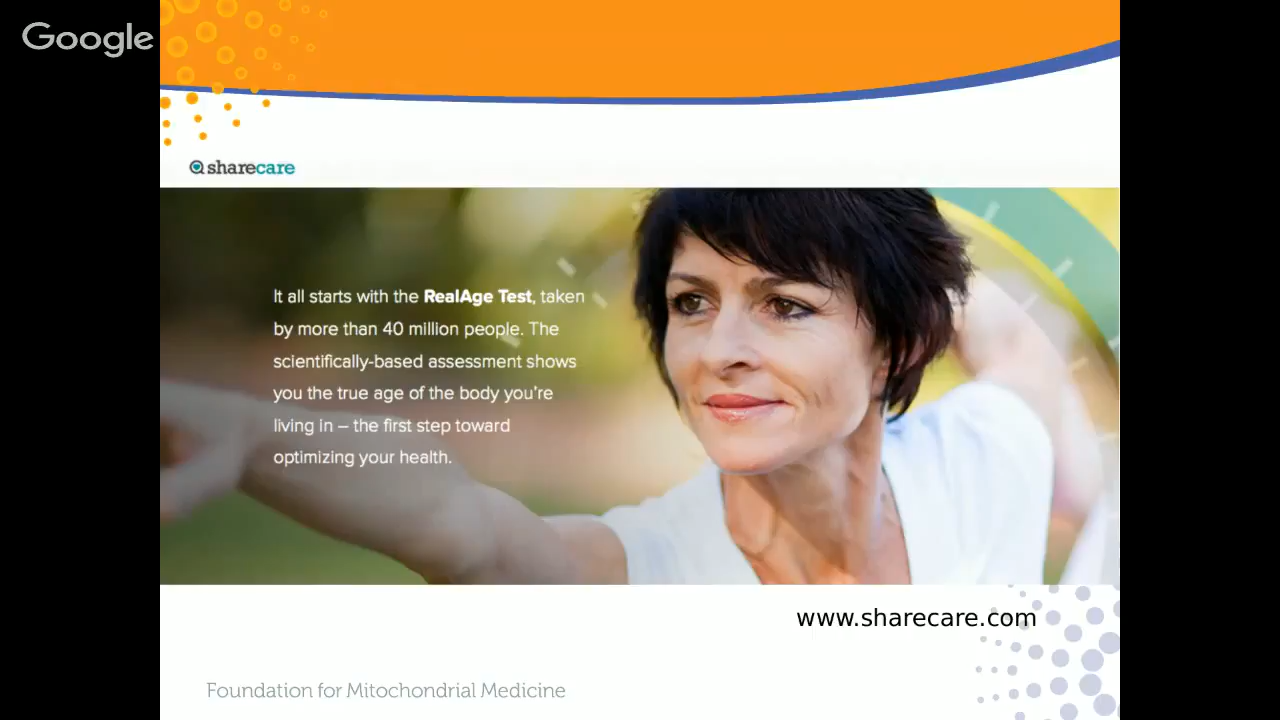 Google
sharecare
It all starts with the RealAge Test, taken
by more than 40 million people. The
scientifically-based assessment shows
you the true age of the body you're
living in – the first step toward
optimizing your health.
www.sharecare.com
Foundation for Mitochondrial Medicine